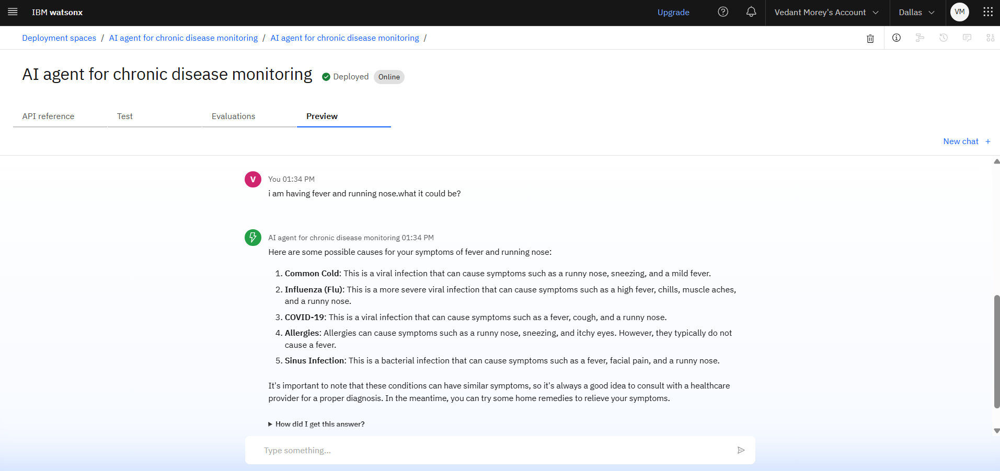 IBM watsonx
Upgrade
Vedant Morey's Account
Dallas
VM
Deployment spaces / AI agent for chronic disease monitoring / AI agent for chronic disease monitoring /
AI agent for chronic disease monitoring
Deployed
Online
API reference
Test
Evaluations
Preview
New chat +
V
You 01:34 PM
i am having fever and running nose.what it could be?
AI agent for chronic disease monitoring 01:34 PM
Here are some possible causes for your symptoms of fever and running nose:
1. Common Cold: This is a viral infection that can cause symptoms such as a runny nose, sneezing, and a mild fever.
2. Influenza (Flu): This is a more severe viral infection that can cause symptoms such as a high fever, chills, muscle aches,
and a runny nose.
3. COVID-19: This is a viral infection that can cause symptoms such as a fever, cough, and a runny nose.
4. Allergies: Allergies can cause symptoms such as a runny nose, sneezing, and itchy eyes. However, they typically do not
cause a fever.
5. Sinus Infection: This is a bacterial infection that can cause symptoms such as a fever, facial pain, and a runny nose.
It's important to note that these conditions can have similar symptoms, so it's always a good idea to consult with a healthcare
provider for a proper diagnosis. In the meantime, you can try some home remedies to relieve your symptoms.
How did I get this answer?
Type something...